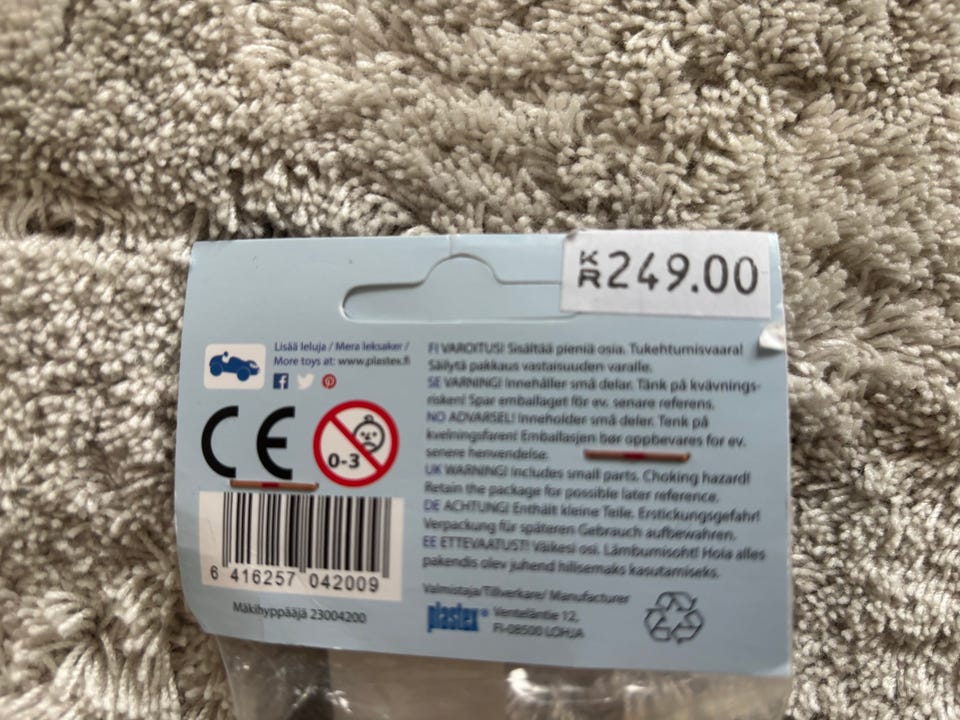 KR249.00
Lisää leluja / Mera leksaker /
More toys at: www.plastex.fi
CE
0-3
6 416257 042009
Mäkihyppääjä 23004200
FI VAROITUS! Sisältää pieniä osia. Tukehtumisvaara!
Säilytä pakkaus vastaisuuden varalle.
SE VARNING! Innehåller små delar. Tänk på kvävnings-
risken! Spar emballaget för ev. senare referens.
NO ADVARSEL! Inneholder små deler. Tenk på
kvelningsfaren! Emballasjen bør oppbevares for ev.
senere henvendelse.
UK WARNING! Includes small parts. Choking hazard!
Retain the package for possible later reference.
DE ACHTUNG! Enthält kleine Teile. Erstickungsgefahr!
Verpackung für späteren Gebrauch aufbewahren.
EE ETTEVAATUST! Väikesi osi. Lämbumisoht! Hoia alles
pakendis olev juhend hilisemaks kasutamiseks.
Valmistaja/Tillverkare/ Manufacturer
plastex® Venteläntie 12,
FI-08500 LOHJA